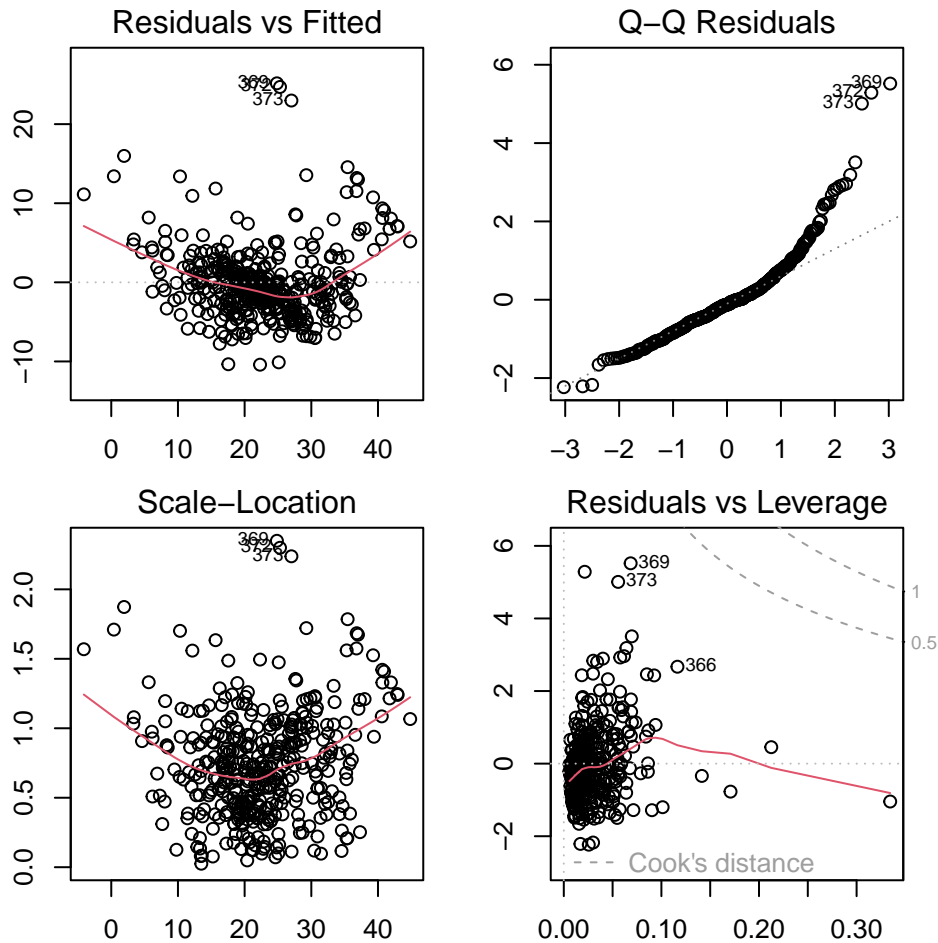 Residuals vs Fitted
369
372
373
−10 0 10 20
0 10 20 30 40
Q−Q Residuals
369
372
373
−2 0 2 4 6
−3 −2 −1 0 1 2 3
Scale−Location
369
372
373
0.0 0.5 1.0 1.5 2.0
0 10 20 30 40
Residuals vs Leverage
369
373
366
1
0.5
Cook's distance
−2 0 2 4 6
0.00 0.10 0.20 0.30